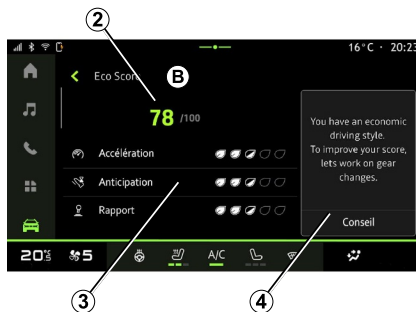 2
16°C · 20:23
Eco Score
B
78 /100
Accélération
Anticipation
Rapport
You have an economic
driving style.
To improve your score,
lets work on gear
changes.
Conseil
20.5
5
A/C
3
4